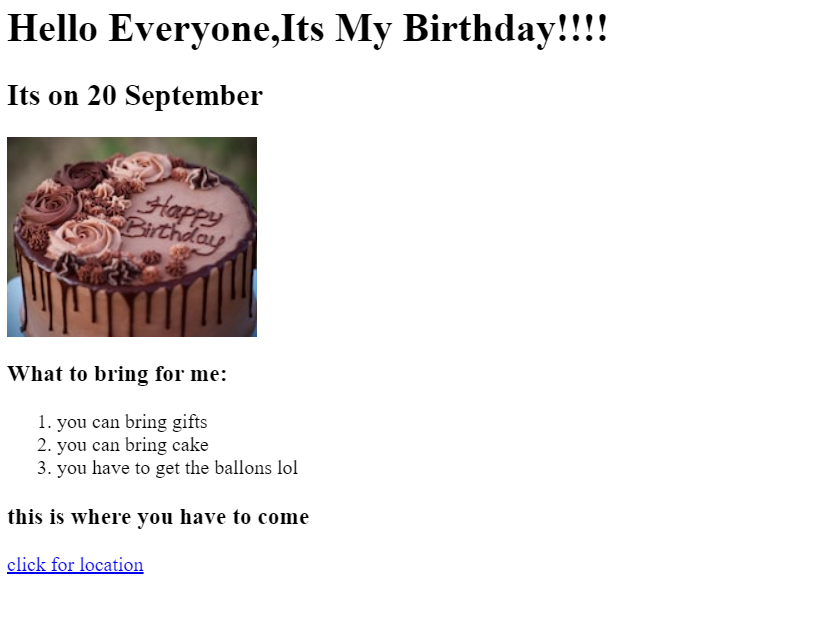 Hello Everyone,Its My Birthday!!!!
Its on 20 September
Happy
Birthday
What to bring for me:
1. you can bring gifts
2. you can bring cake
3. you have to get the ballons lol
this is where you have to come
click for location